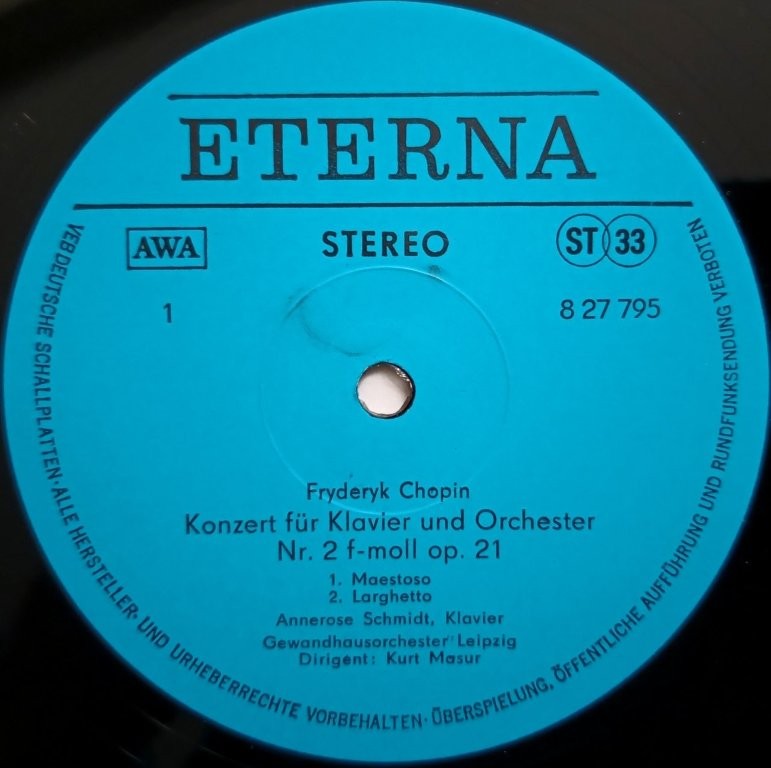 ETERNA
AWA STEREO ST 33
1 8 27 795
Fryderyk Chopin
Konzert für Klavier und Orchester
Nr. 2 f-moll op. 21
1. Maestoso
2. Larghetto
Annerose Schmidt, Klavier
Gewandhausorchester Leipzig
Dirigent: Kurt Masur
VEB DEUTSCHE SCHALLPLATTEN · ALLE HERSTELLER- UND URHEBERRECHTE VORBEHALTEN · ÜBERSPIELUNG, ÖFFENTLICHE AUFFÜHRUNG UND RUNDFUNKSENDUNG VERBOTEN